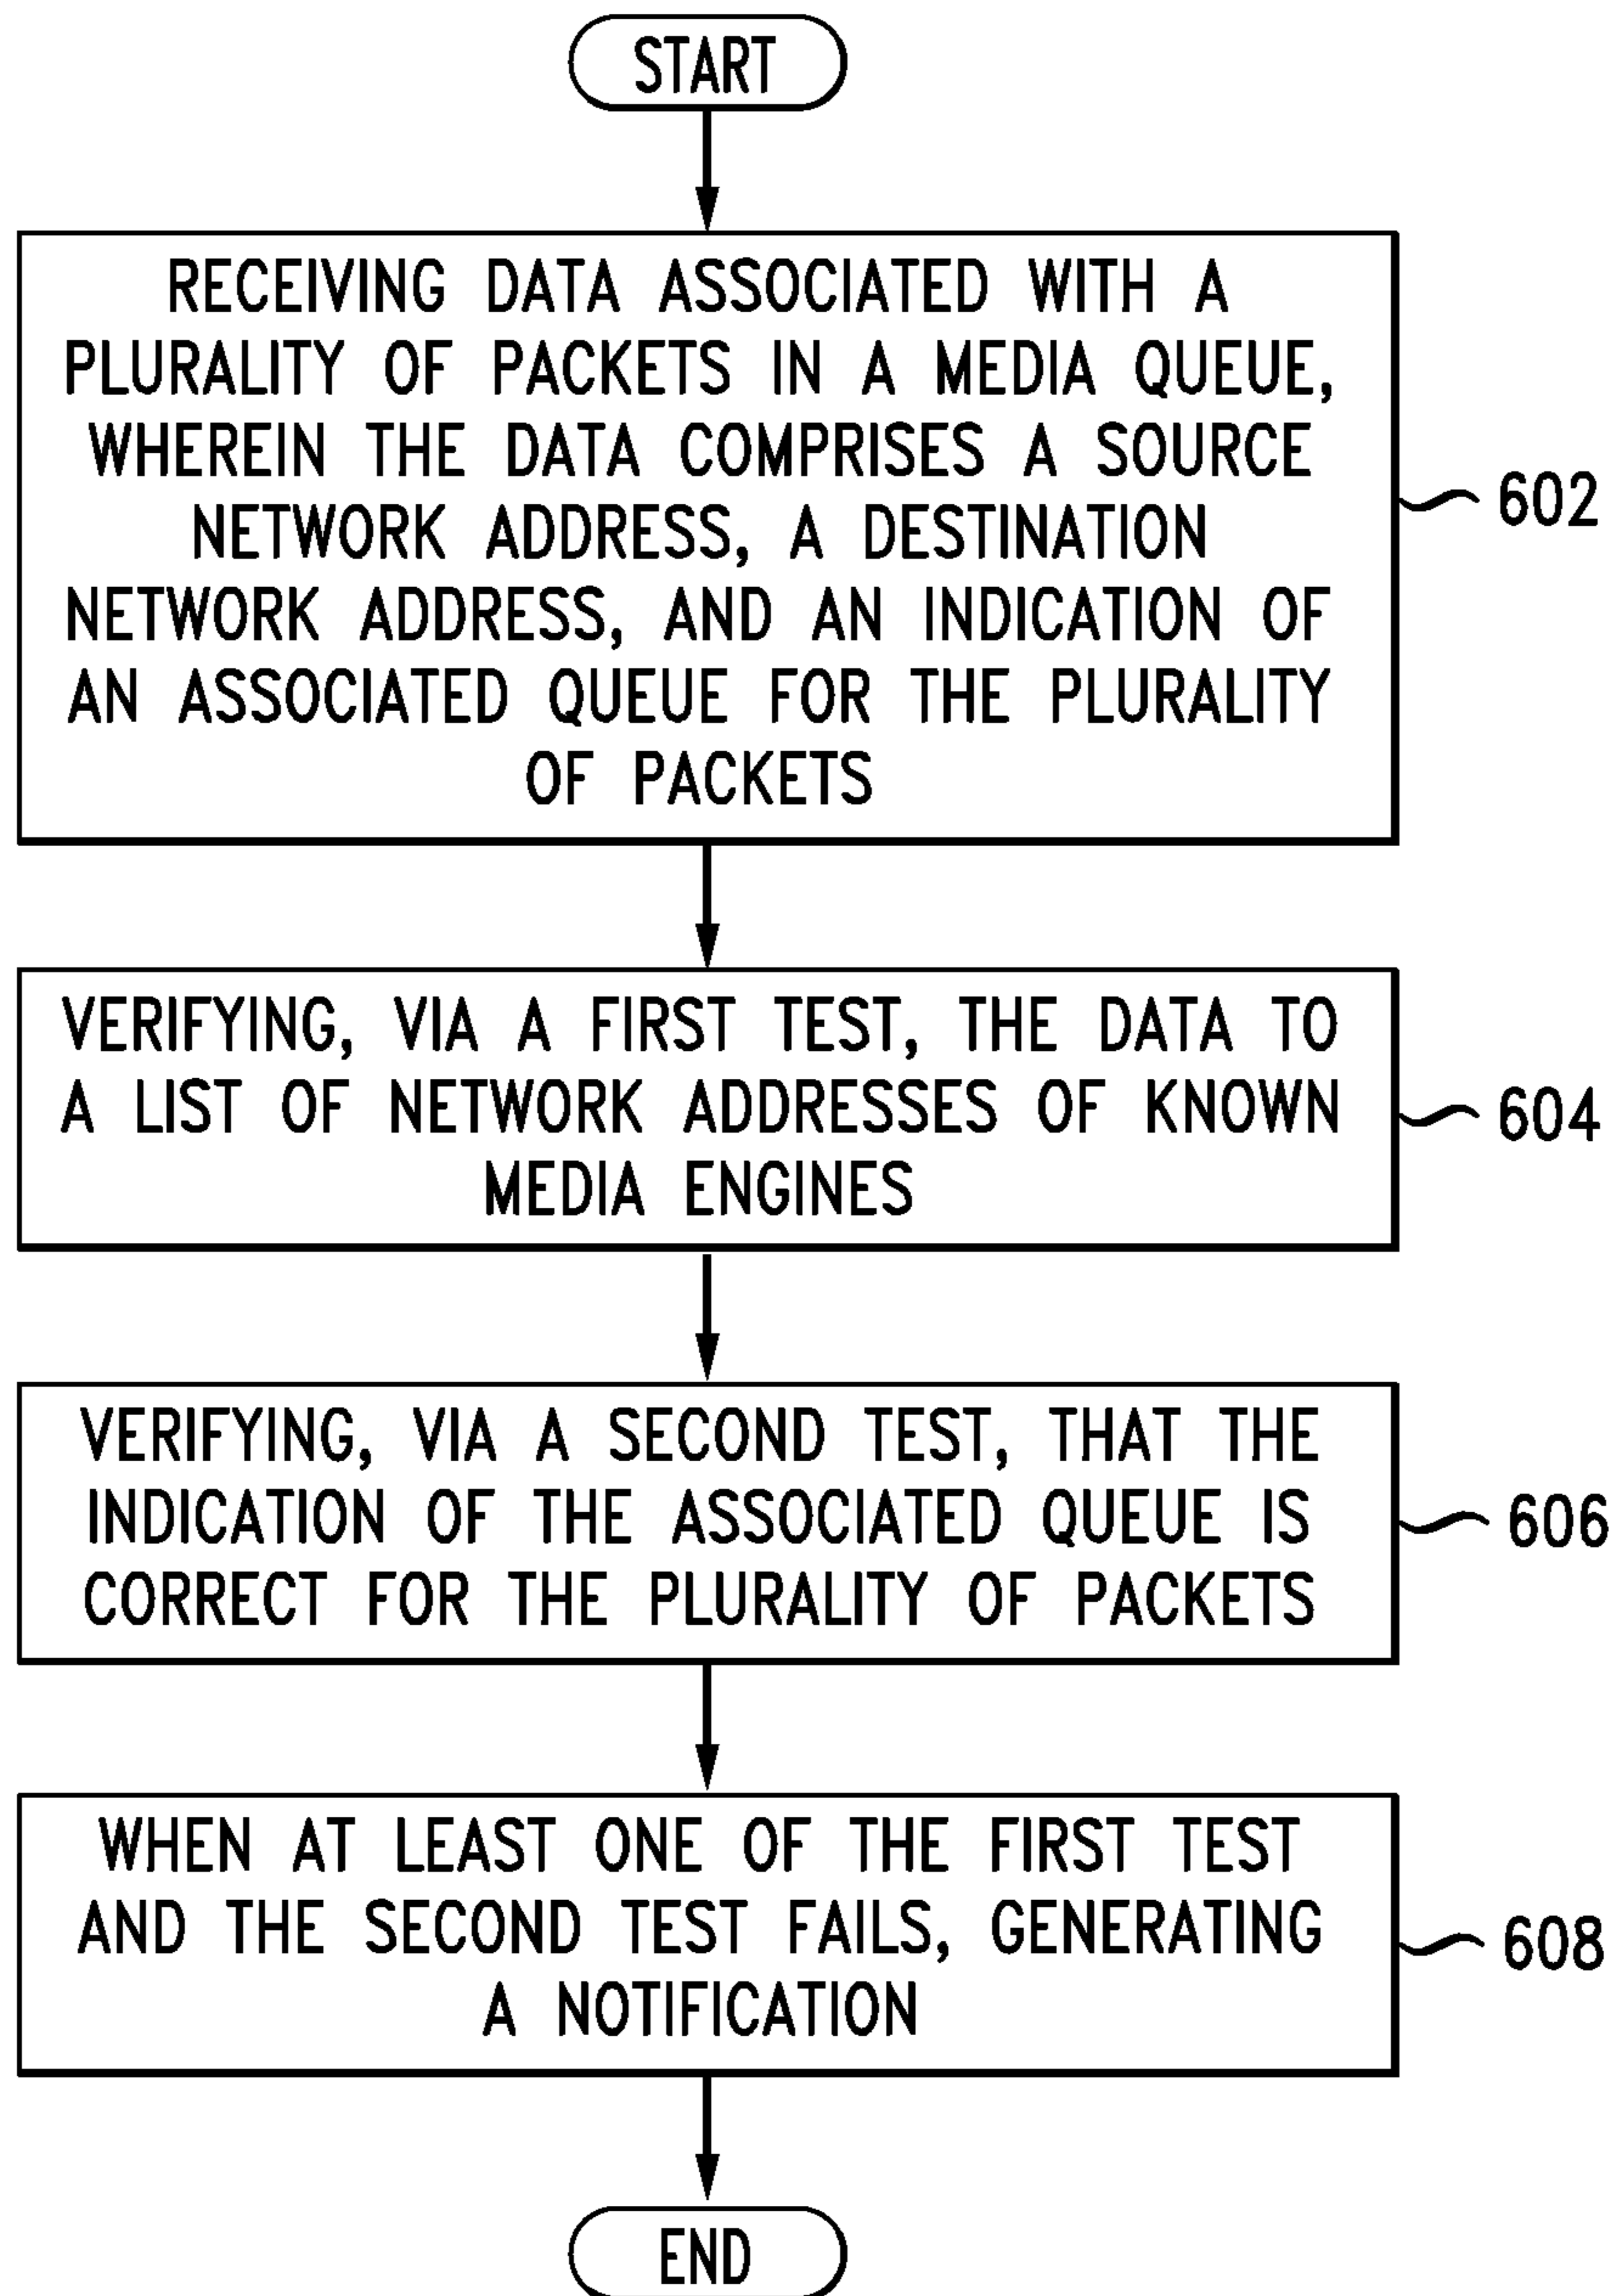 START
RECEIVING DATA ASSOCIATED WITH A
PLURALITY OF PACKETS IN A MEDIA QUEUE,
WHEREIN THE DATA COMPRISES A SOURCE
NETWORK ADDRESS, A DESTINATION
NETWORK ADDRESS, AND AN INDICATION OF
AN ASSOCIATED QUEUE FOR THE PLURALITY
OF PACKETS
602
VERIFYING, VIA A FIRST TEST, THE DATA TO
A LIST OF NETWORK ADDRESSES OF KNOWN
MEDIA ENGINES
604
VERIFYING, VIA A SECOND TEST, THAT THE
INDICATION OF THE ASSOCIATED QUEUE IS
CORRECT FOR THE PLURALITY OF PACKETS
606
WHEN AT LEAST ONE OF THE FIRST TEST
AND THE SECOND TEST FAILS, GENERATING
A NOTIFICATION
608
END